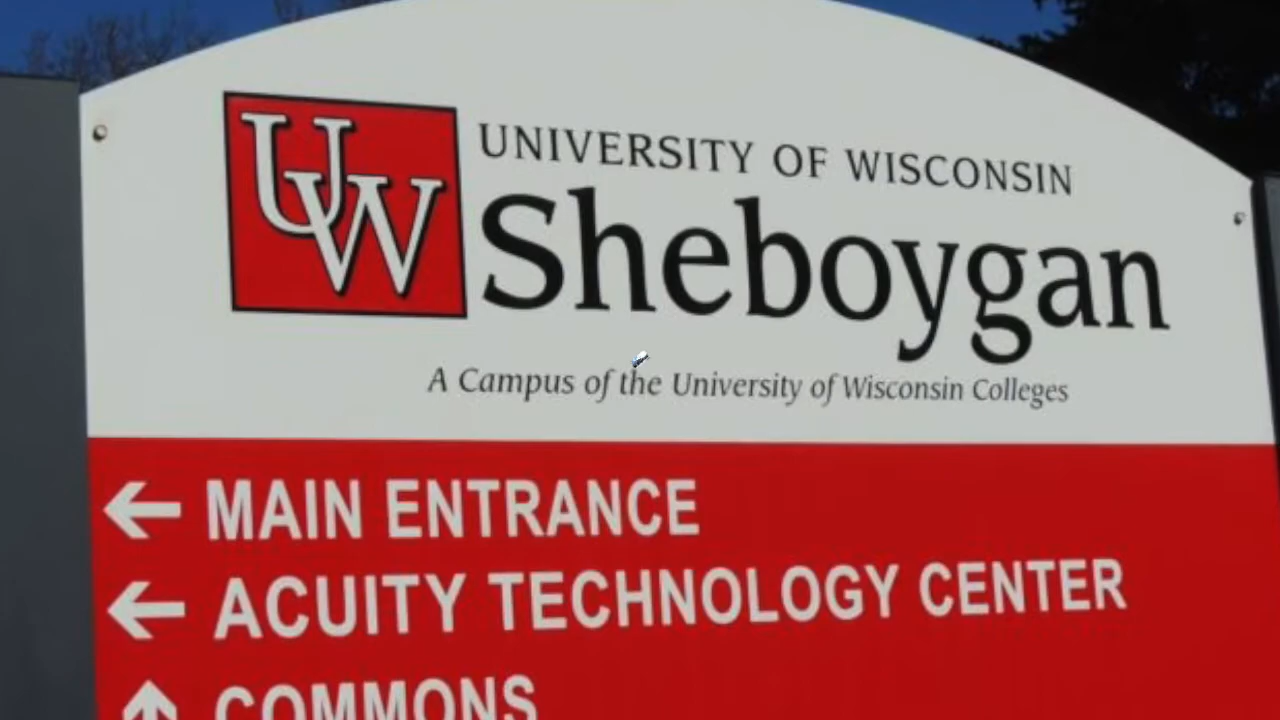 UW
UNIVERSITY OF WISCONSIN
Sheboygan
A Campus of the University of Wisconsin Colleges
← MAIN ENTRANCE
← ACUITY TECHNOLOGY CENTER
↑ COMMONS